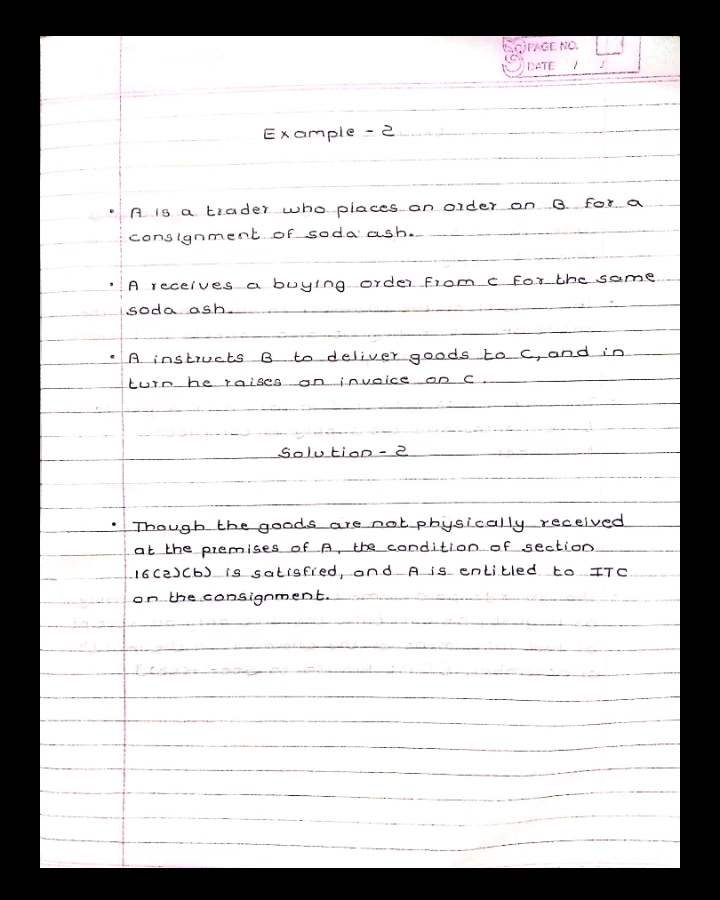 PAGE NO.
DATE / /
Example - 2
• A is a trader who places an order on B for a
consignment of soda ash.
• A receives a buying order from c for the same
soda ash.
• A instructs B to deliver goods to C, and in
turn he raises an invoice on c.
Solution - 2
• Though the goods are not physically received
at the premises of A, the condition of section
16(2)(b) is satisfied, and A is entitled to ITC
on the consignment.